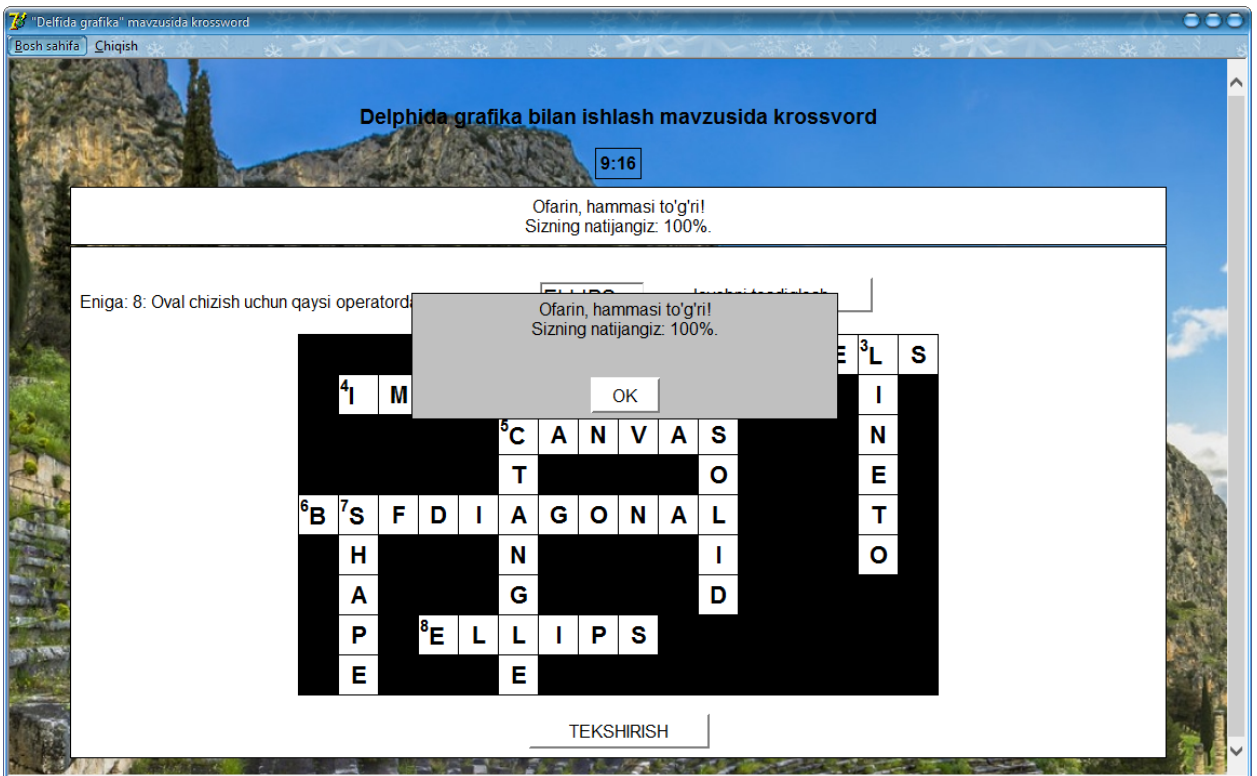 "Delfida grafika" mavzusida krossword
Bosh sahifa Chiqish
Delphida grafika bilan ishlash mavzusida krossvord
9:16
Ofarin, hammasi to'g'ri!
Sizning natijangiz: 100%.
Eniga: 8: Oval chizish uchun qaysi
Ofarin, hammasi to'g'ri!
Sizning natijangiz: 100%.
OK
3L S
4I M I
5C A N V A S N
T O E
6B 7S F D I A G O N A L T
H N I O
A G D
P 8E L L I P S
E E
TEKSHIRISH